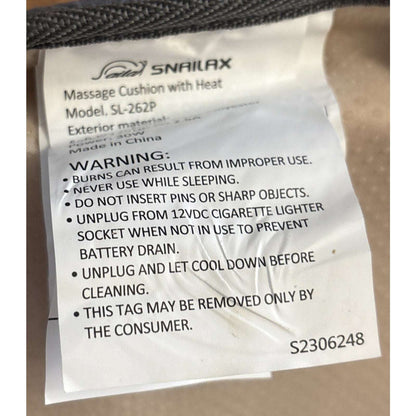 SNAILAX
Massage Cushion with Heat
Model. SL-262P
Exterior material:
Power: 30W
Made in China
WARNING:
• BURNS CAN RESULT FROM IMPROPER USE.
• NEVER USE WHILE SLEEPING.
• DO NOT INSERT PINS OR SHARP OBJECTS.
• UNPLUG FROM 12VDC CIGARETTE LIGHTER
SOCKET WHEN NOT IN USE TO PREVENT
BATTERY DRAIN.
• UNPLUG AND LET COOL DOWN BEFORE
CLEANING.
• THIS TAG MAY BE REMOVED ONLY BY
THE CONSUMER.
S2306248